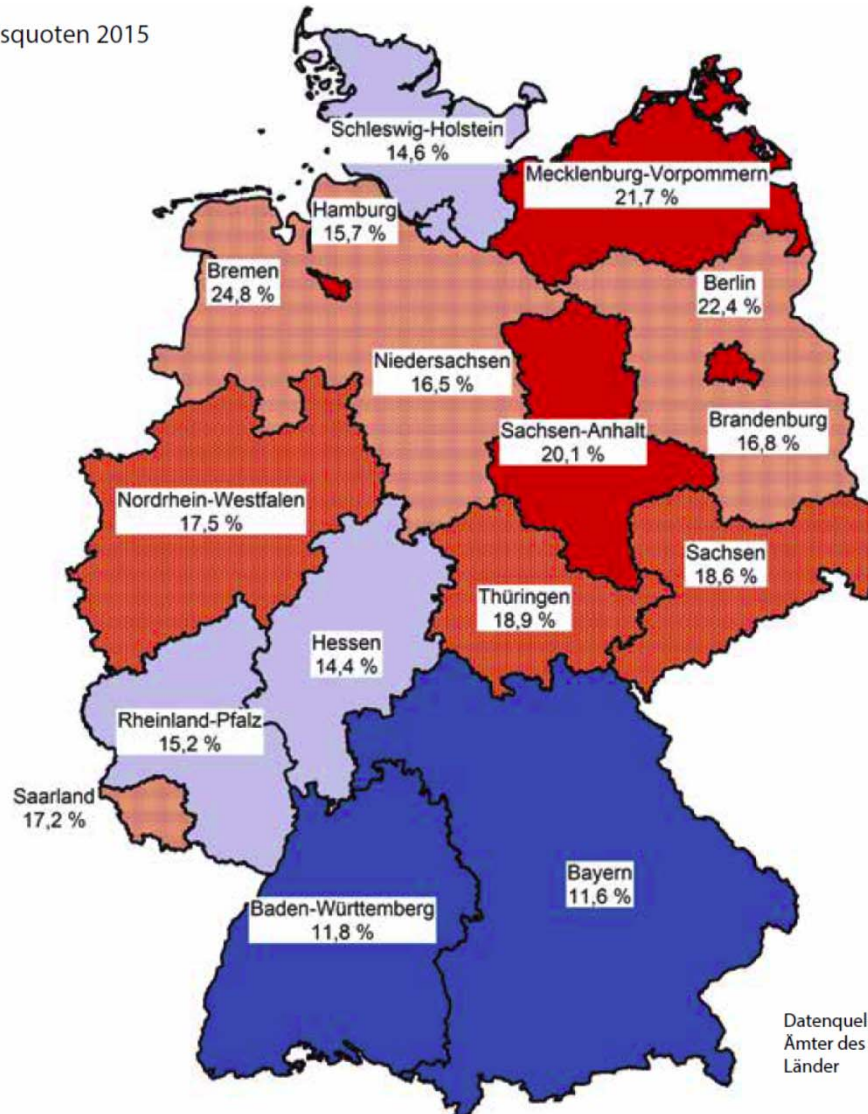 squoten 2015
Schleswig-Holstein
14,6 %
Mecklenburg-Vorpommern
21,7 %
Hamburg
15,7 %
Bremen
24,8 %
Berlin
22,4 %
Niedersachsen
16,5 %
Brandenburg
16,8 %
Sachsen-Anhalt
20,1 %
Nordrhein-Westfalen
17,5 %
Sachsen
18,6 %
Thüringen
18,9 %
Hessen
14,4 %
Rheinland-Pfalz
15,2 %
Saarland
17,2 %
Bayern
11,6 %
Baden-Württemberg
11,8 %
Datenquel
Ämter des
Länder